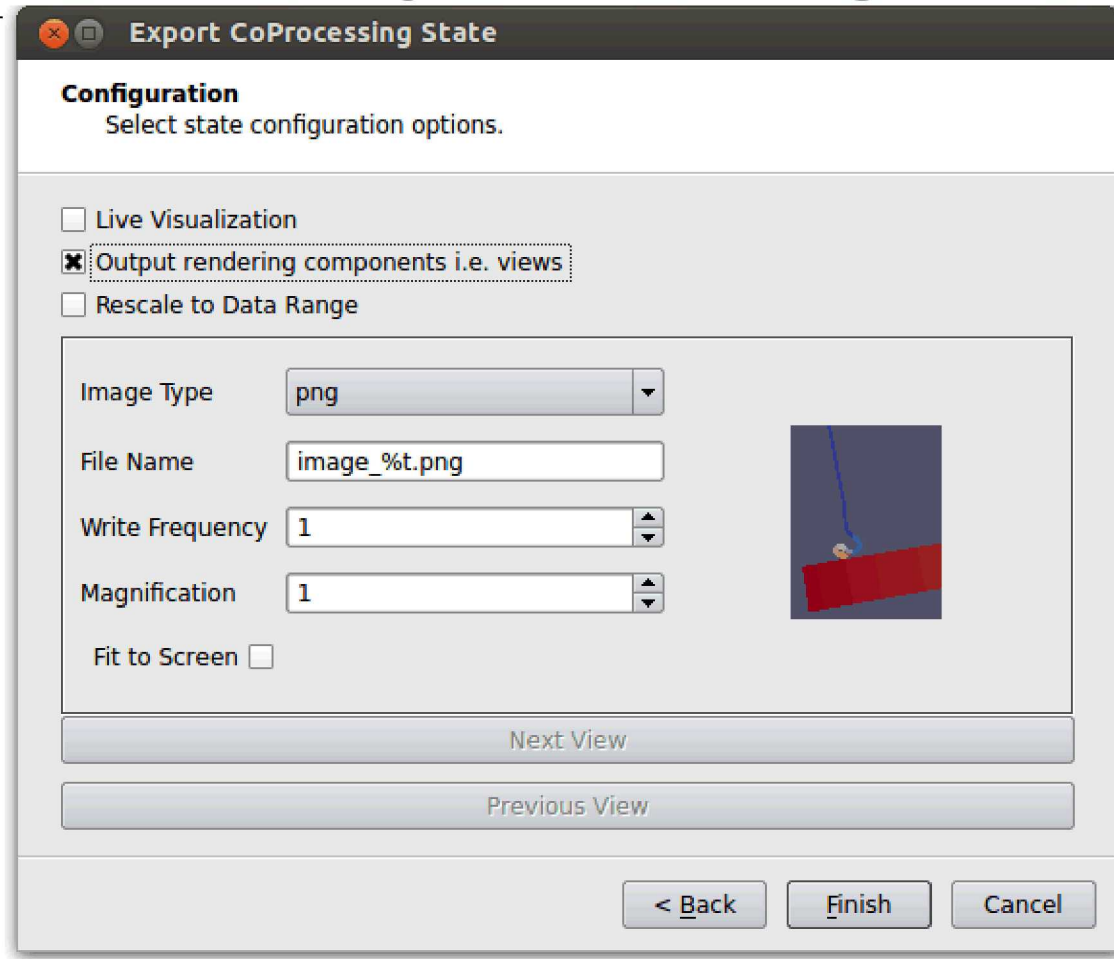 Export CoProcessing State
Configuration
Select state configuration options.
Live Visualization
Output rendering components i.e. views
Rescale to Data Range
Image Type png
File Name image_%t.png
Write Frequency 1
Magnification 1
Fit to Screen
Next View
Previous View
< Back Finish Cancel